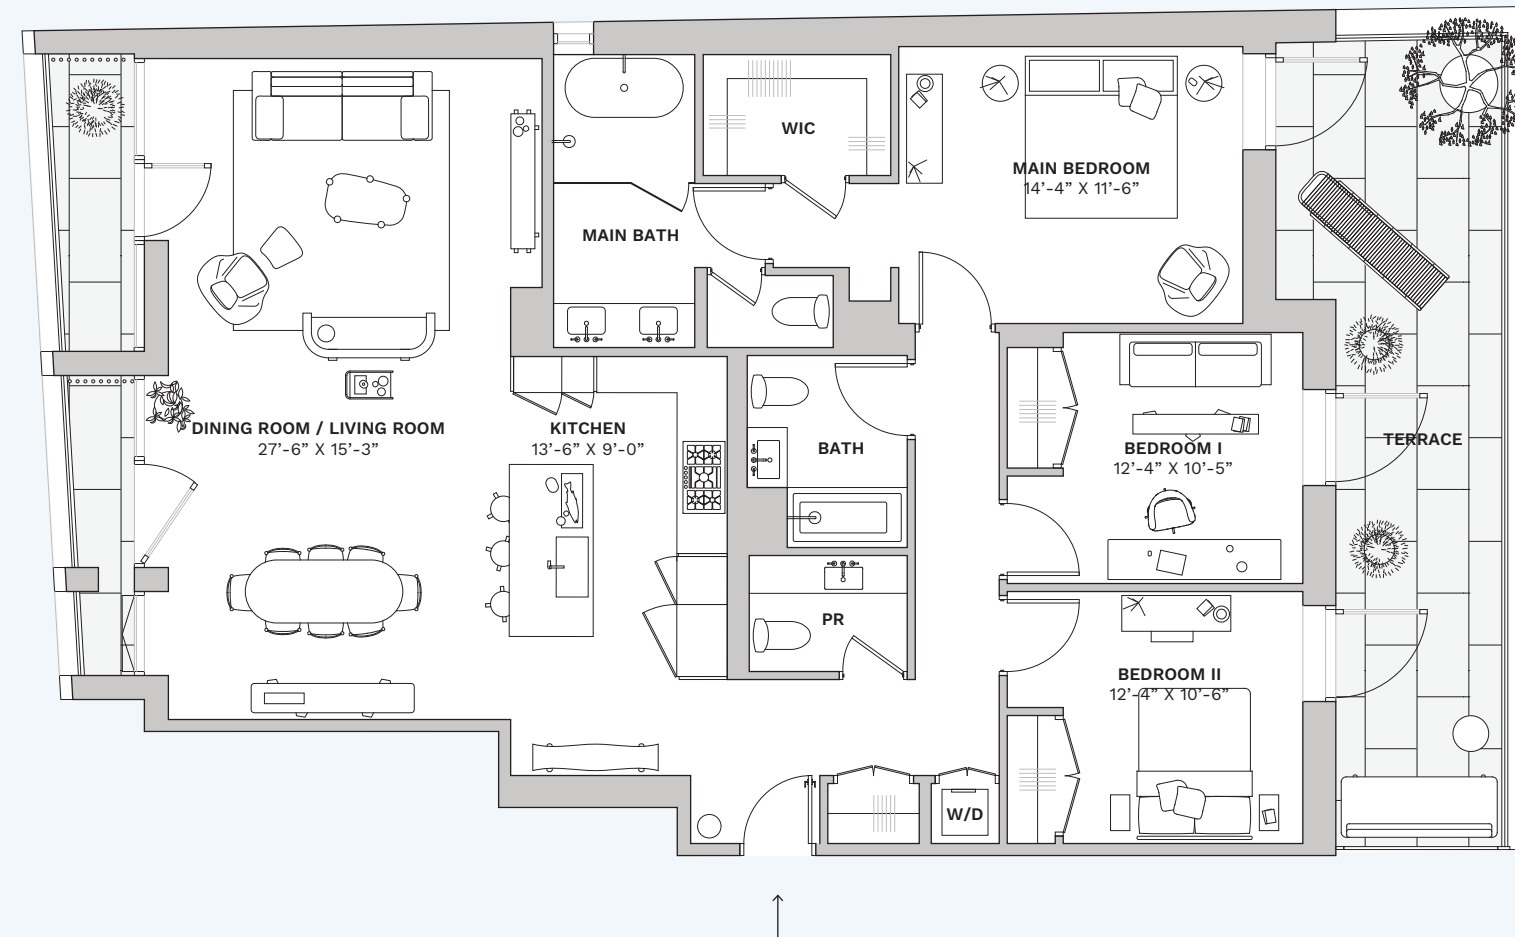 WIC
MAIN BEDROOM
14’-4” X 11’-6”
MAIN BATH
DINING ROOM / LIVING ROOM
27’-6” X 15’-3”
KITCHEN
13’-6” X 9’-0”
BATH
BEDROOM I
12’-4” X 10’-5”
TERRACE
PR
BEDROOM II
12’-4” X 10’-6”
W/D